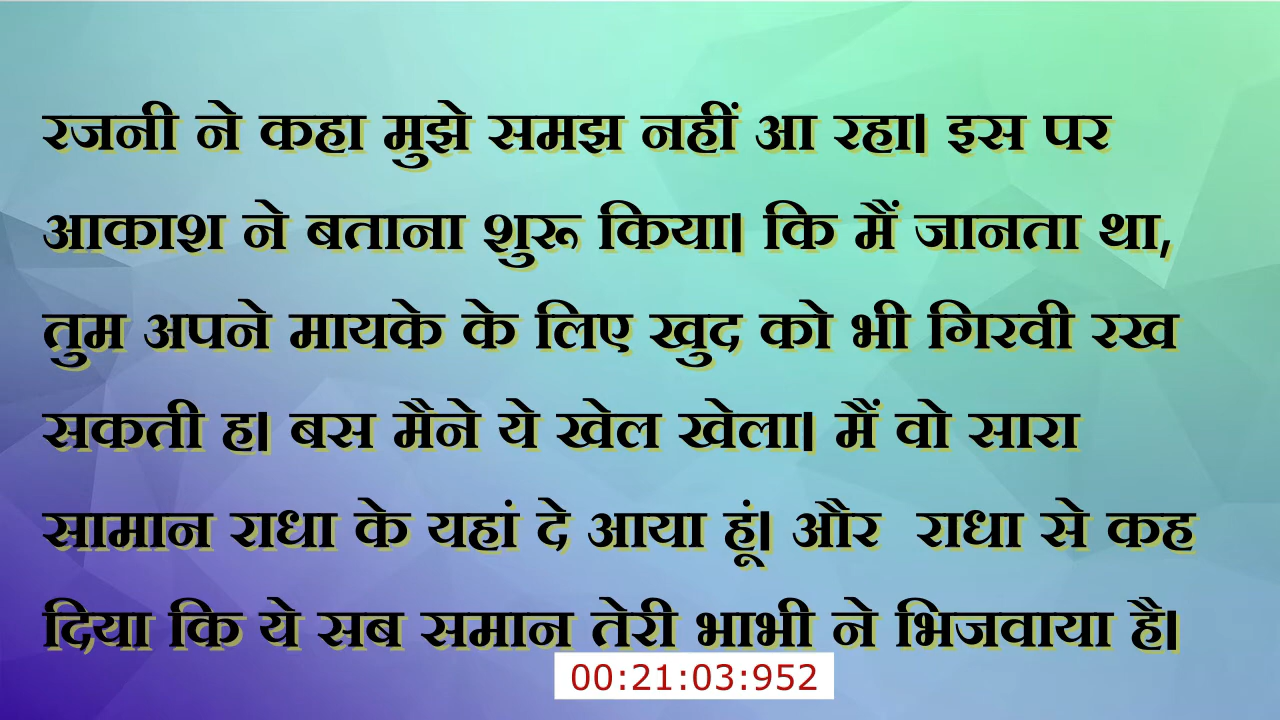 रजनी ने कहा मुझे समझ नहीं आ रहा। इस पर
आकाश ने बताना शुरू किया। कि मैं जानता था,
तुम अपने मायके के लिए खुद को भी गिरवी रख
सकती ह। बस मैने ये खेल खेला। मैं वो सारा
सामान राधा के यहां दे आया हूं। और राधा से कह
दिया कि ये सब समान तेरी भाभी ने भिजवाया है।
00:21:03:952